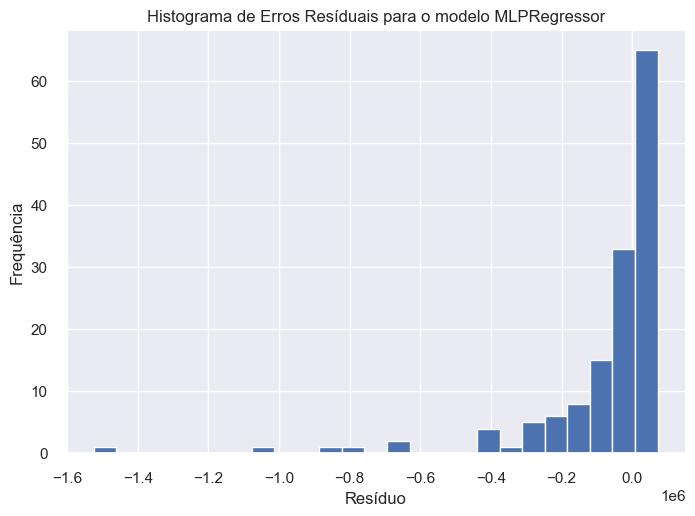 Histograma de Erros Resíduais para o modelo MLPRegressor
Frequência
60
50
40
30
20
10
0
−1.6 −1.4 −1.2 −1.0 −0.8 −0.6 −0.4 −0.2 0.0
1e6
Resíduo